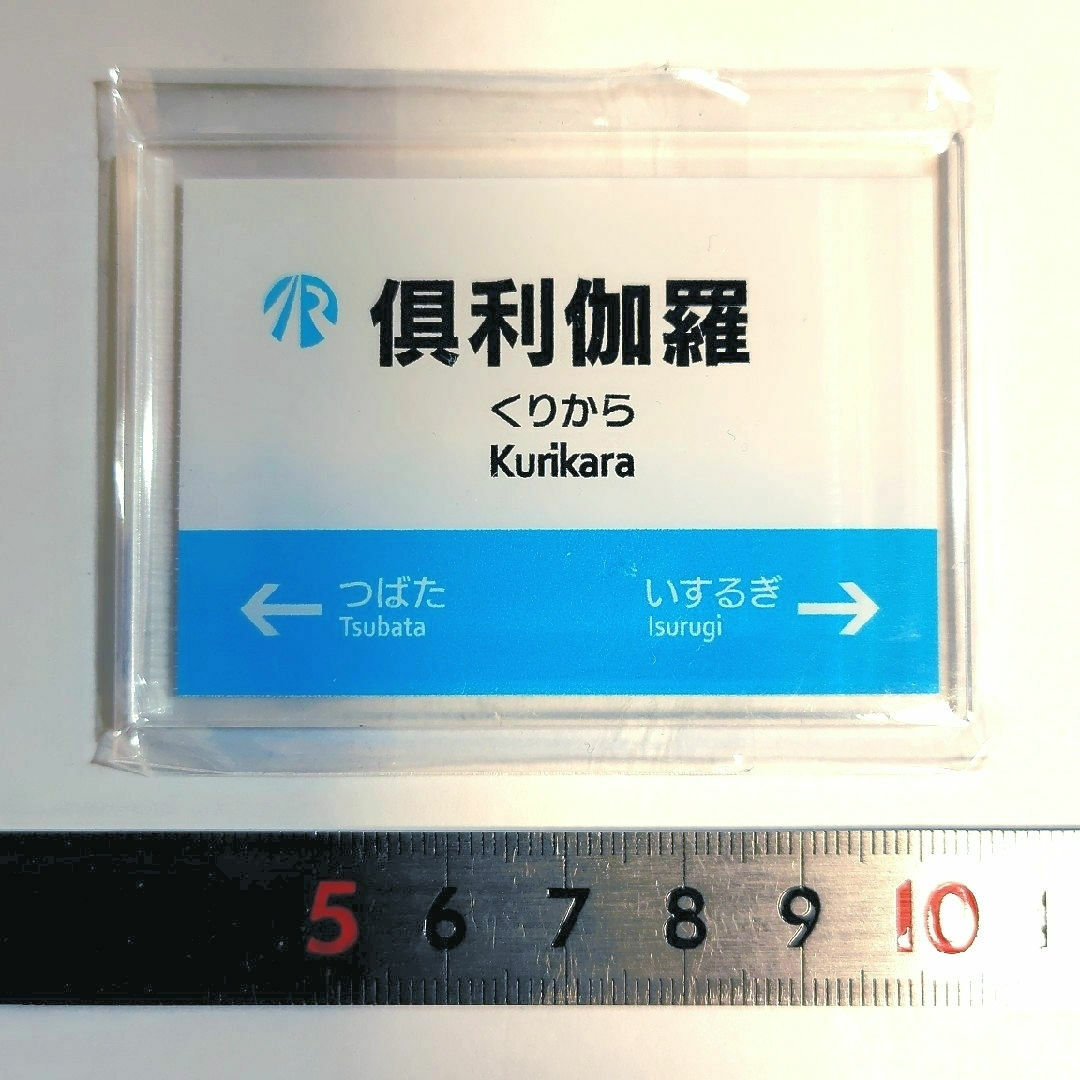 IR 倶利伽羅
くりから
Kurikara
← つばた いするぎ →
Tsubata Isurugi
5 6 7 8 9 10